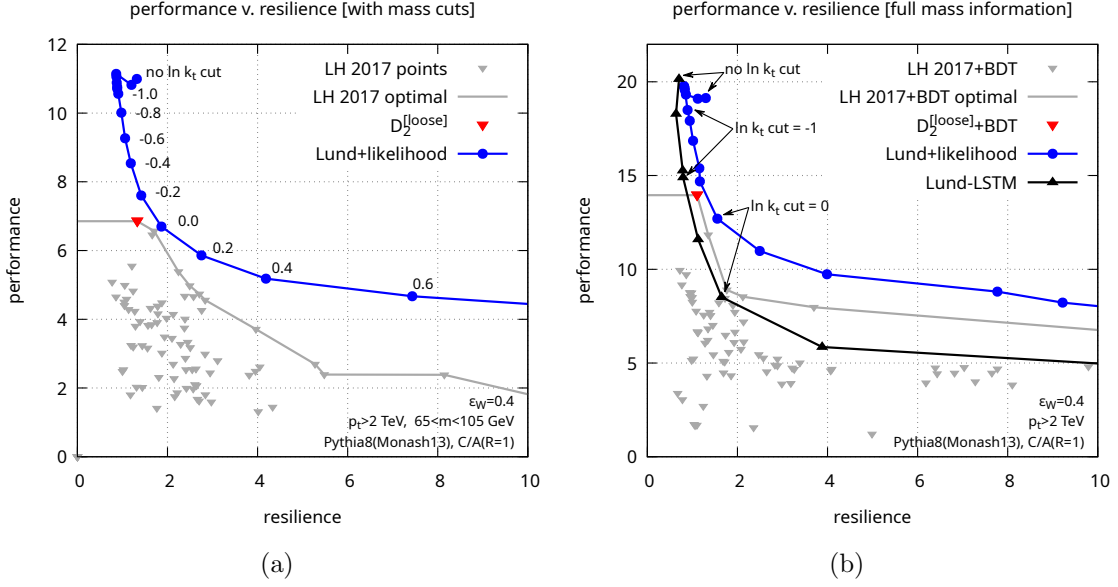 performance v. resilience [with mass cuts]
12
10
8
6
4
2
0
0 2 4 6 8 10
performance
resilience
LH 2017 points
LH 2017 optimal
D₂^[loose]
Lund+likelihood
no ln kₜ cut
-1.0
-0.8
-0.6
-0.4
-0.2
0.0
0.2
0.4
0.6
ε_W=0.4
pₜ>2 TeV, 65<m<105 GeV
Pythia8(Monash13), C/A(R=1)
(a)
performance v. resilience [full mass information]
20
15
10
5
0
0 2 4 6 8 10
performance
resilience
LH 2017+BDT
LH 2017+BDT optimal
D₂^[loose]+BDT
Lund+likelihood
Lund-LSTM
no ln kₜ cut
ln kₜ cut = -1
ln kₜ cut = 0
ε_W=0.4
pₜ>2 TeV
Pythia8(Monash13), C/A(R=1)
(b)